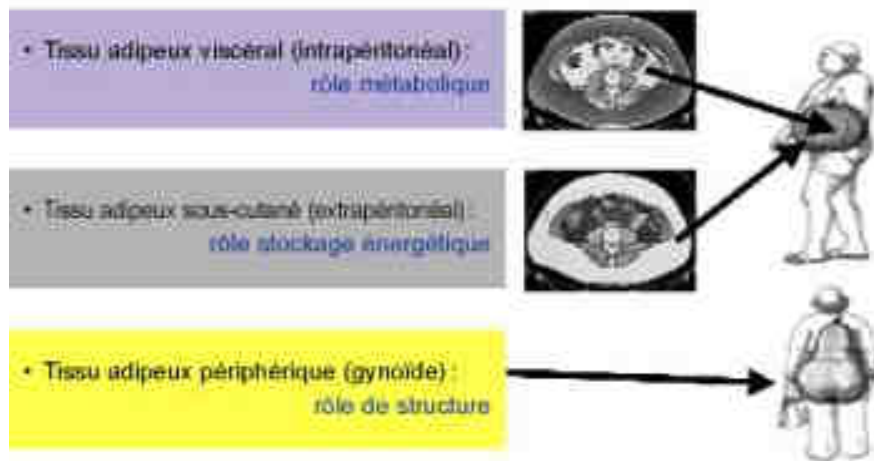 • Tissu adipeux viscéral (intrapéritonéal) :
rôle métabolique
• Tissu adipeux sous-cutané (extrapéritonéal) :
rôle stockage énergétique
• Tissu adipeux périphérique (gynoïde) :
rôle de structure